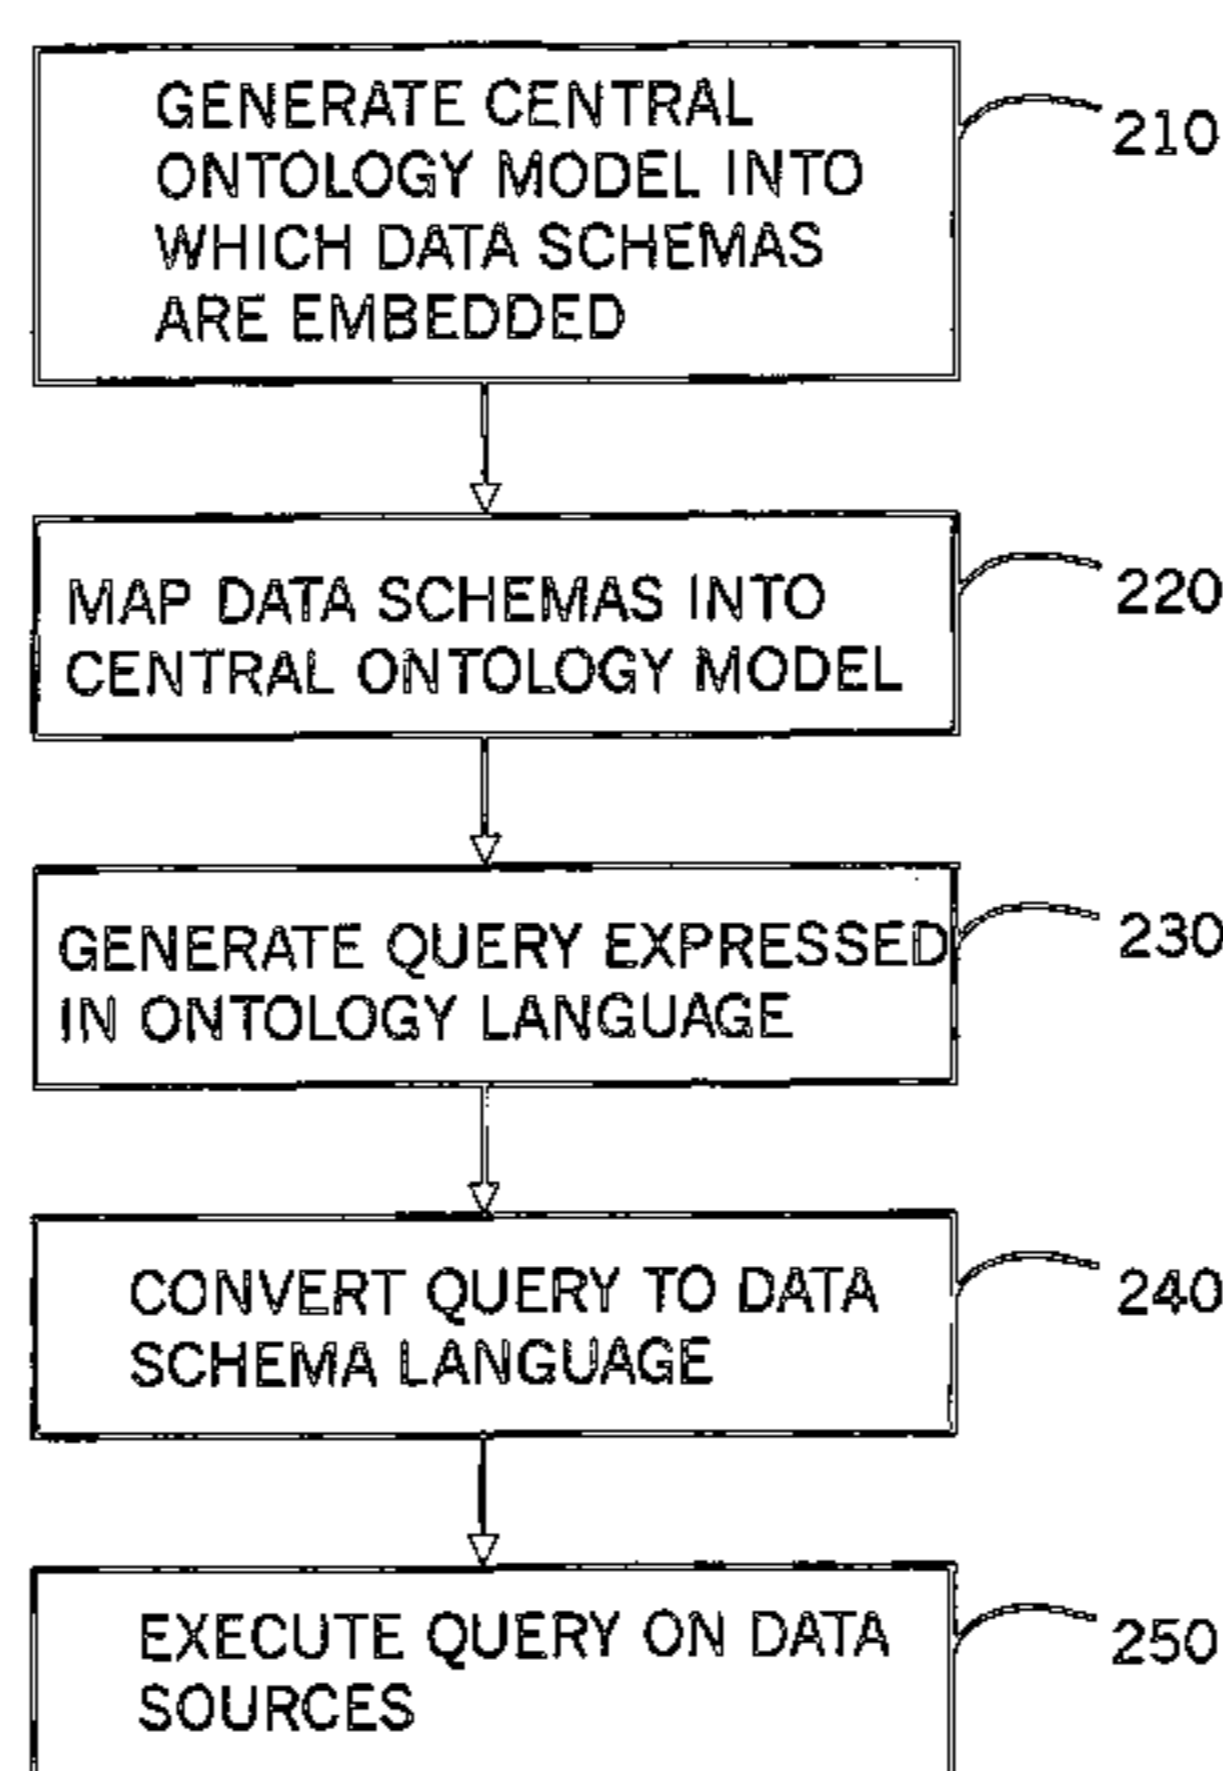 GENERATE CENTRAL
ONTOLOGY MODEL INTO
WHICH DATA SCHEMAS
ARE EMBEDDED
210
MAP DATA SCHEMAS INTO
CENTRAL ONTOLOGY MODEL
220
GENERATE QUERY EXPRESSED
IN ONTOLOGY LANGUAGE
230
CONVERT QUERY TO DATA
SCHEMA LANGUAGE
240
EXECUTE QUERY ON DATA
SOURCES
250